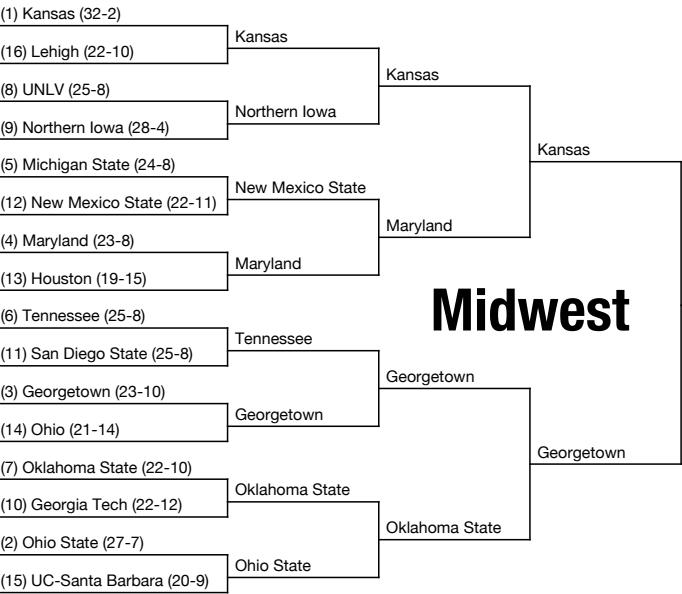 (1) Kansas (32-2)
(16) Lehigh (22-10)
(8) UNLV (25-8)
(9) Northern Iowa (28-4)
(5) Michigan State (24-8)
(12) New Mexico State (22-11)
(4) Maryland (23-8)
(13) Houston (19-15)
(6) Tennessee (25-8)
(11) San Diego State (25-8)
(3) Georgetown (23-10)
(14) Ohio (21-14)
(7) Oklahoma State (22-10)
(10) Georgia Tech (22-12)
(2) Ohio State (27-7)
(15) UC-Santa Barbara (20-9)
Kansas
Northern Iowa
New Mexico State
Maryland
Tennessee
Georgetown
Oklahoma State
Ohio State
Kansas
Maryland
Georgetown
Oklahoma State
Kansas
Georgetown
Midwest